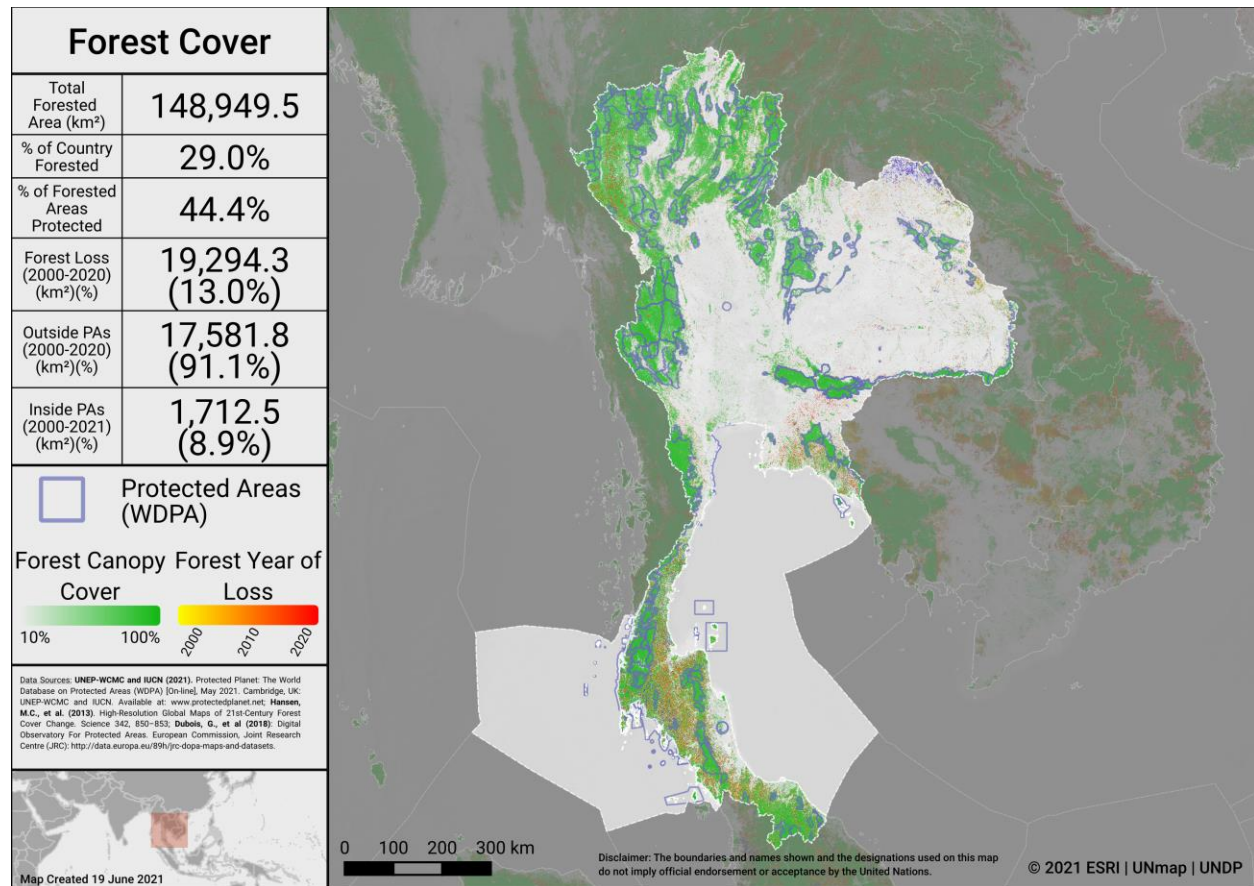 Forest Cover
Total
Forested
Area (km²)
148,949.5
% of Country
Forested
29.0%
% of Forested
Areas
Protected
44.4%
Forest Loss
(2000-2020)
(km²)(%)
19,294.3
(13.0%)
Outside PAs
(2000-2020)
(km²)(%)
17,581.8
(91.1%)
Inside PAs
(2000-2021)
(km²)(%)
1,712.5
(8.9%)
Protected Areas
(WDPA)
Forest Canopy
Cover
10% 100%
Forest Year of
Loss
2000 2010 2020
Data Sources: UNEP-WCMC and IUCN (2021). Protected Planet: The World
Database on Protected Areas (WDPA) [On-line], May 2021. Cambridge, UK:
UNEP-WCMC and IUCN. Available at: www.protectedplanet.net; Hansen,
M.C., et al. (2013). High-Resolution Global Maps of 21st-Century Forest
Cover Change. Science 342, 850–853; Dubois, G., et al (2018): Digital
Observatory For Protected Areas. European Commission, Joint Research
Centre (JRC): http://data.europa.eu/89h/jrc-dopa-maps-and-datasets.
Map Created 19 June 2021
0 100 200 300 km
Disclaimer: The boundaries and names shown and the designations used on this map
do not imply official endorsement or acceptance by the United Nations.
© 2021 ESRI | UNmap | UNDP